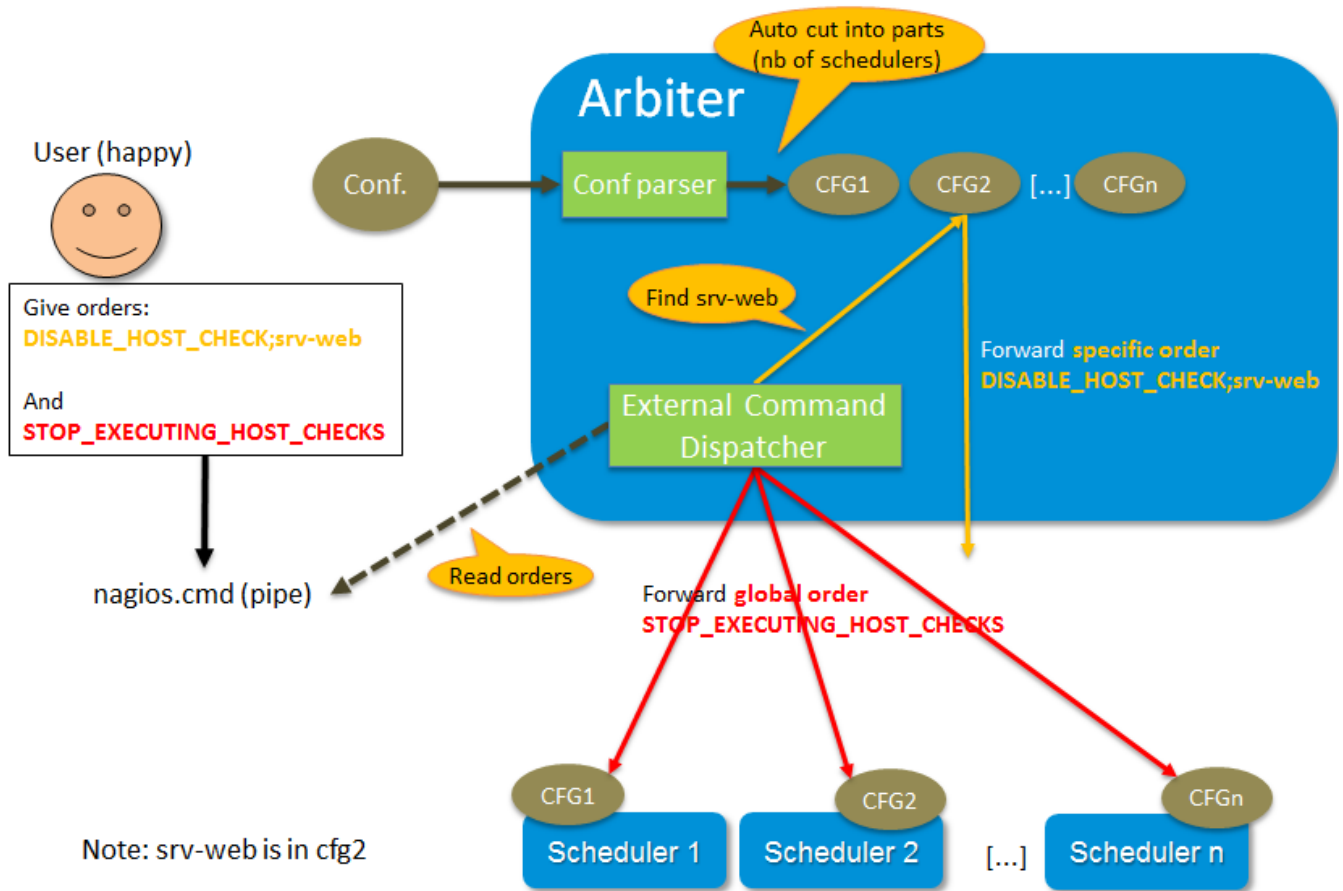 Auto cut into parts
(nb of schedulers)
Arbiter
User (happy)
Conf.
Conf parser
CFG1
CFG2
[...]
CFGn
Give orders:
DISABLE_HOST_CHECK;srv-web
And
STOP_EXECUTING_HOST_CHECKS
Find srv-web
Forward specific order
DISABLE_HOST_CHECK;srv-web
External Command
Dispatcher
nagios.cmd (pipe)
Read orders
Forward global order
STOP_EXECUTING_HOST_CHECKS
CFG1
CFG2
CFGn
Note: srv-web is in cfg2
Scheduler 1
Scheduler 2
[...]
Scheduler n